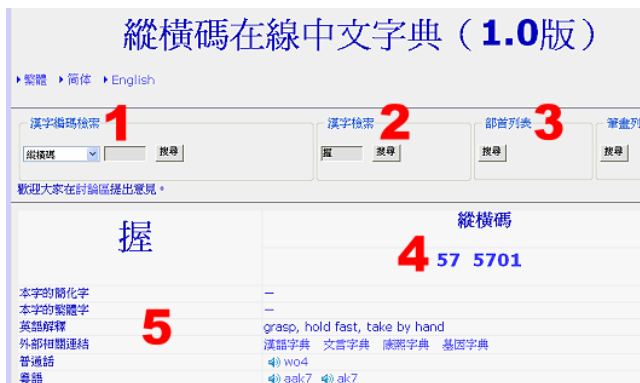 縱橫碼在線中文字典（1.0版）
繁體 简体 English
漢字編碼檢索 1 漢字檢索 2 部首列表 3 筆畫列
縱橫碼 搜尋 握 搜尋 搜尋 搜尋
歡迎大家在討論區提出意見。
握 縱橫碼
4 57 5701
本字的簡化字 —
本字的繁體字 —
5
英語解釋 grasp, hold fast, take by hand
外部相關連結 漢語字典 文言字典 康熙字典 基因字典
普通話 wo4
粵語 aak7 ak7